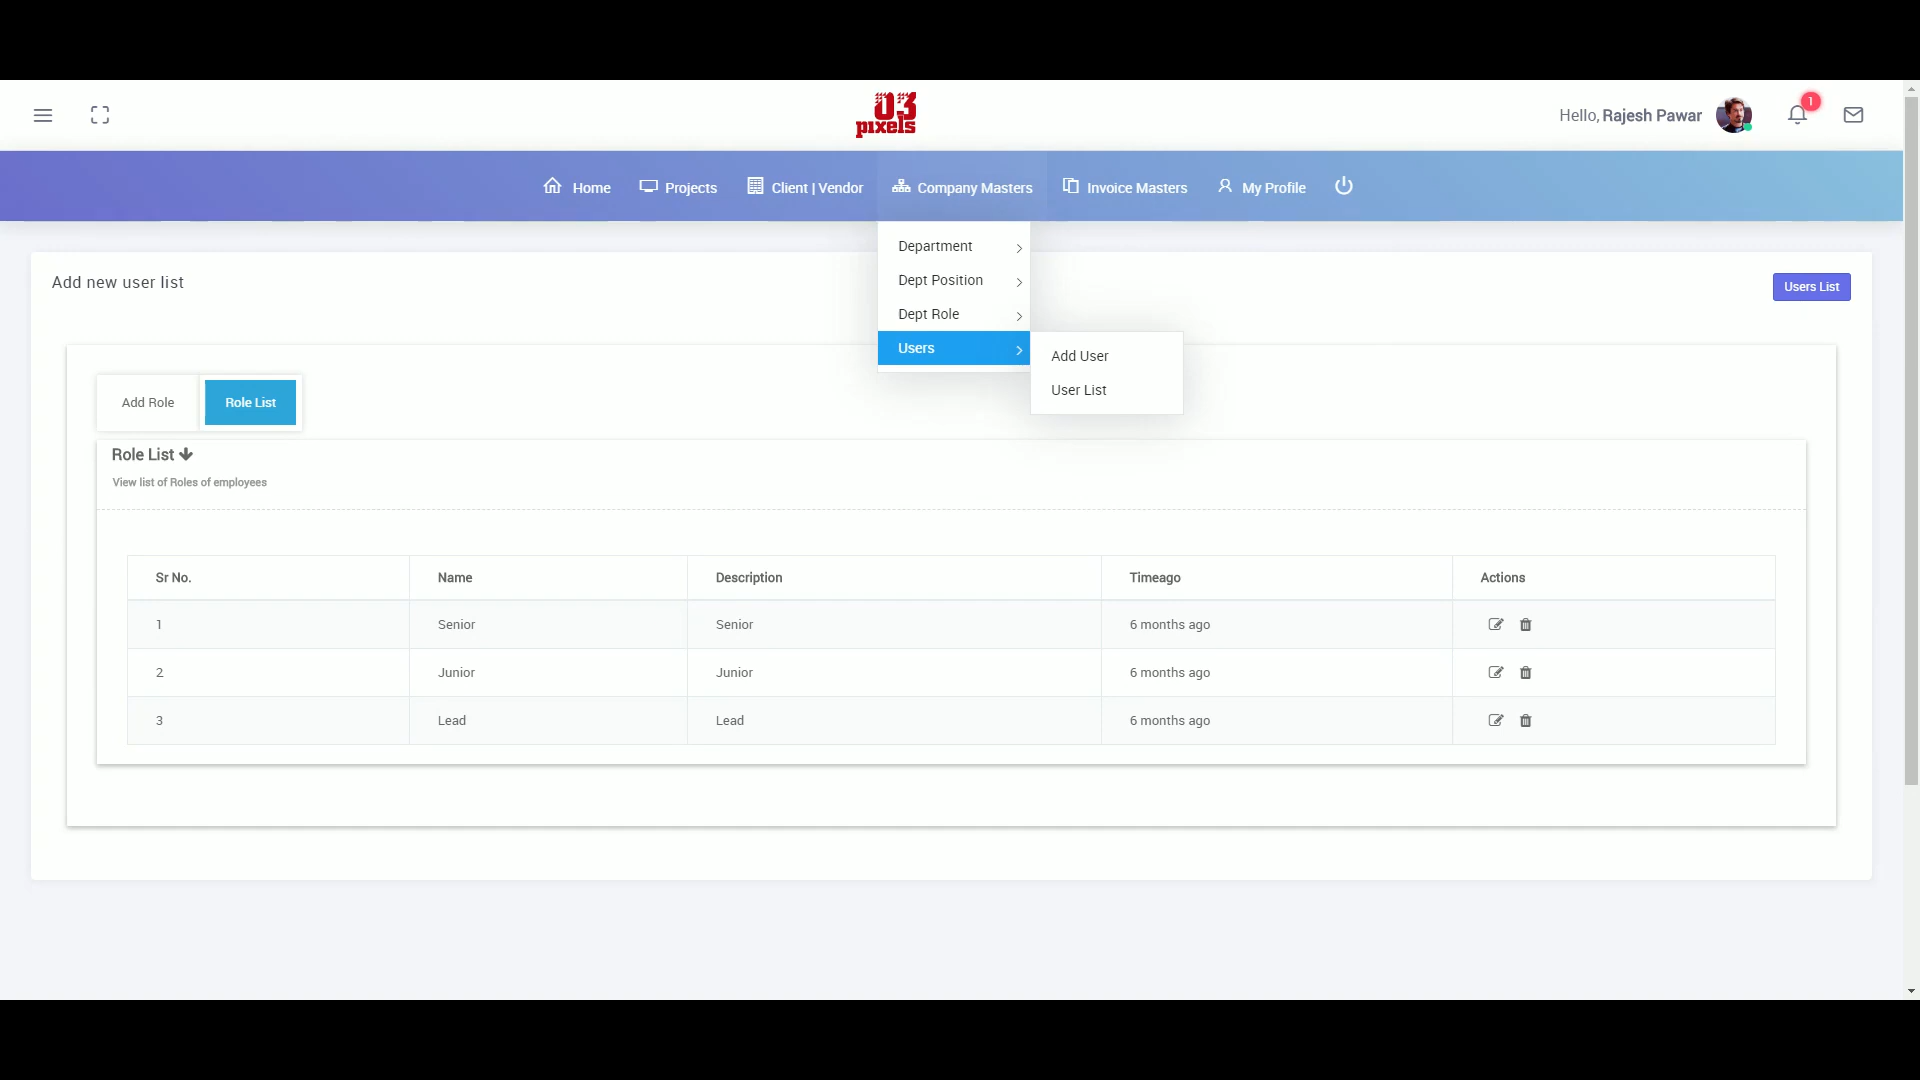 03
pixels
Hello, Rajesh Pawar
1
Home
Projects
Client | Vendor
Company Masters
Invoice Masters
My Profile
Department
Dept Position
Dept Role
Users
Add User
User List
Add new user list
Users List
Add Role
Role List
Role List
View list of Roles of employees
Sr No. Name Description Timeago Actions
1 Senior Senior 6 months ago
2 Junior Junior 6 months ago
3 Lead Lead 6 months ago